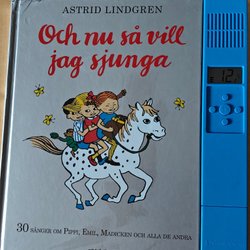 ASTRID LINDGREN
Och nu så vill
jag sjunga
30 SÅNGER OM PIPPI, EMIL, MADICKEN OCH ALLA DE ANDRA